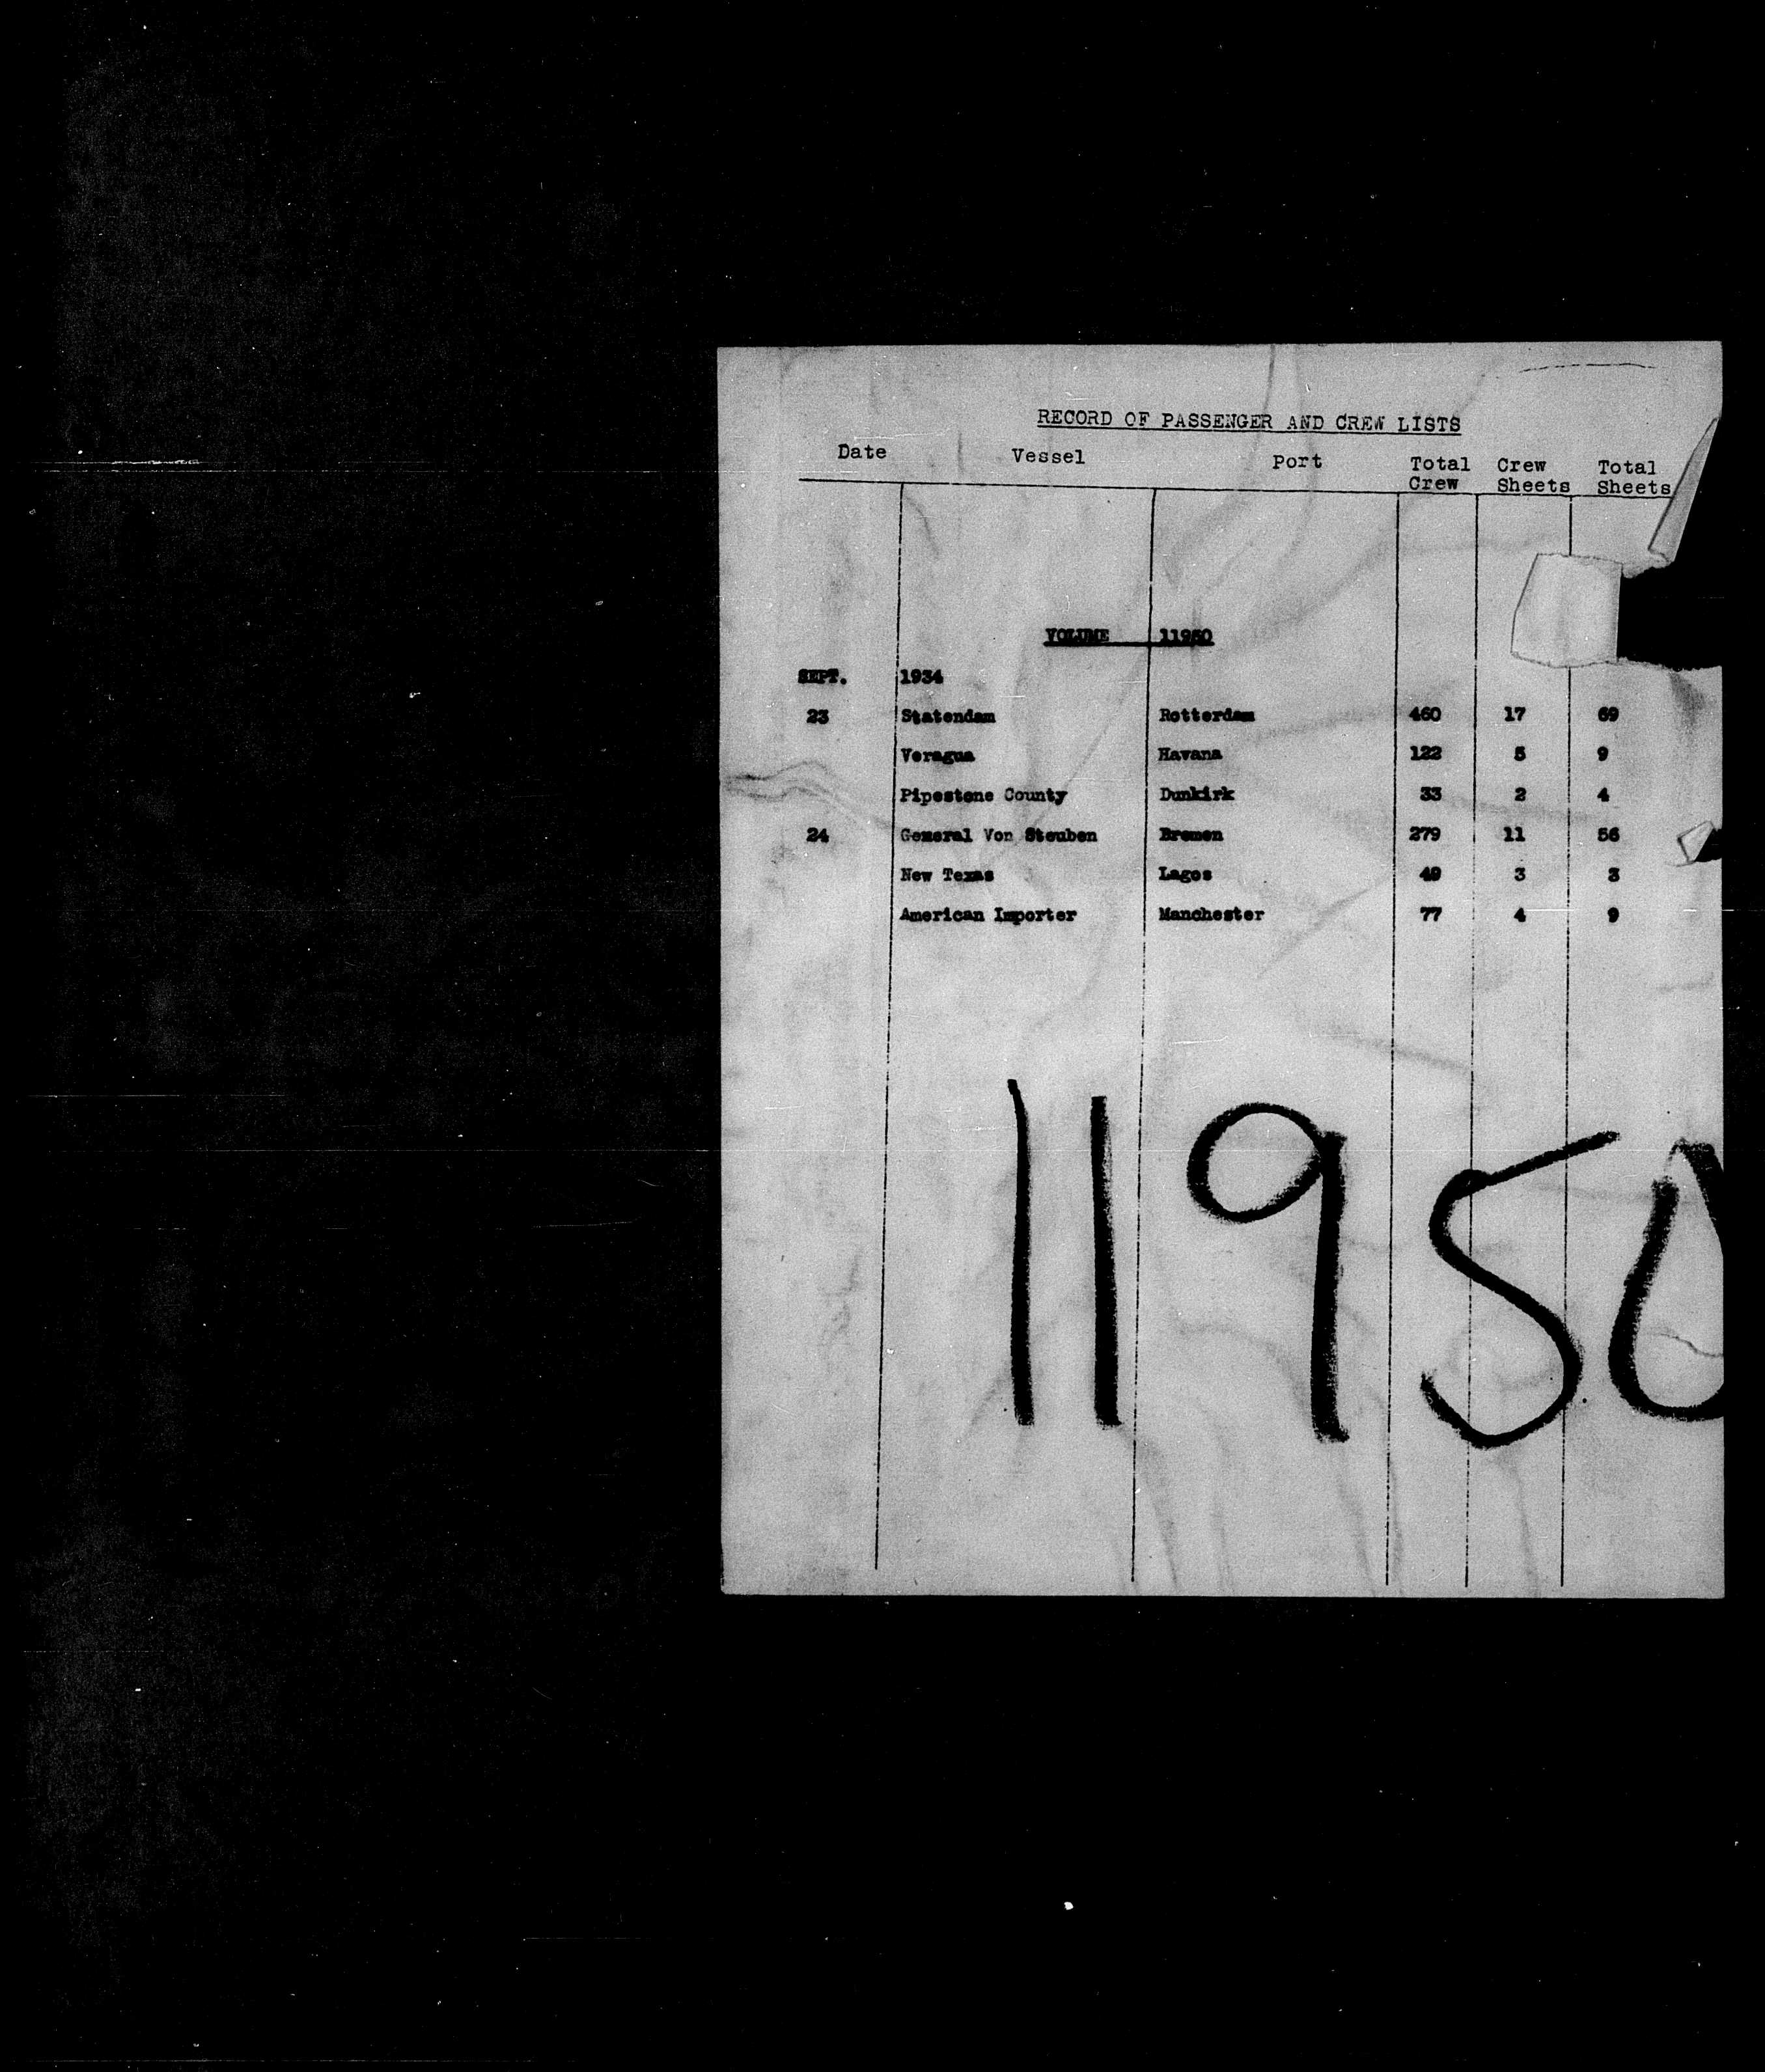 RECORD OF PASSENGER AND CREW LISTS
Date Vessel Port Total Crew Sheets Total Sheets
VOLUME 11950
SEPT. 1934
23 Statendam Rotterdam 460 17 69
Veragua Havana 122 5 9
Pipestone County Dunkirk 33 2 4
24 General Von Steuben Bremen 279 11 56
New Texas Lagos 49 3 3
American Importer Manchester 77 4 9
11950